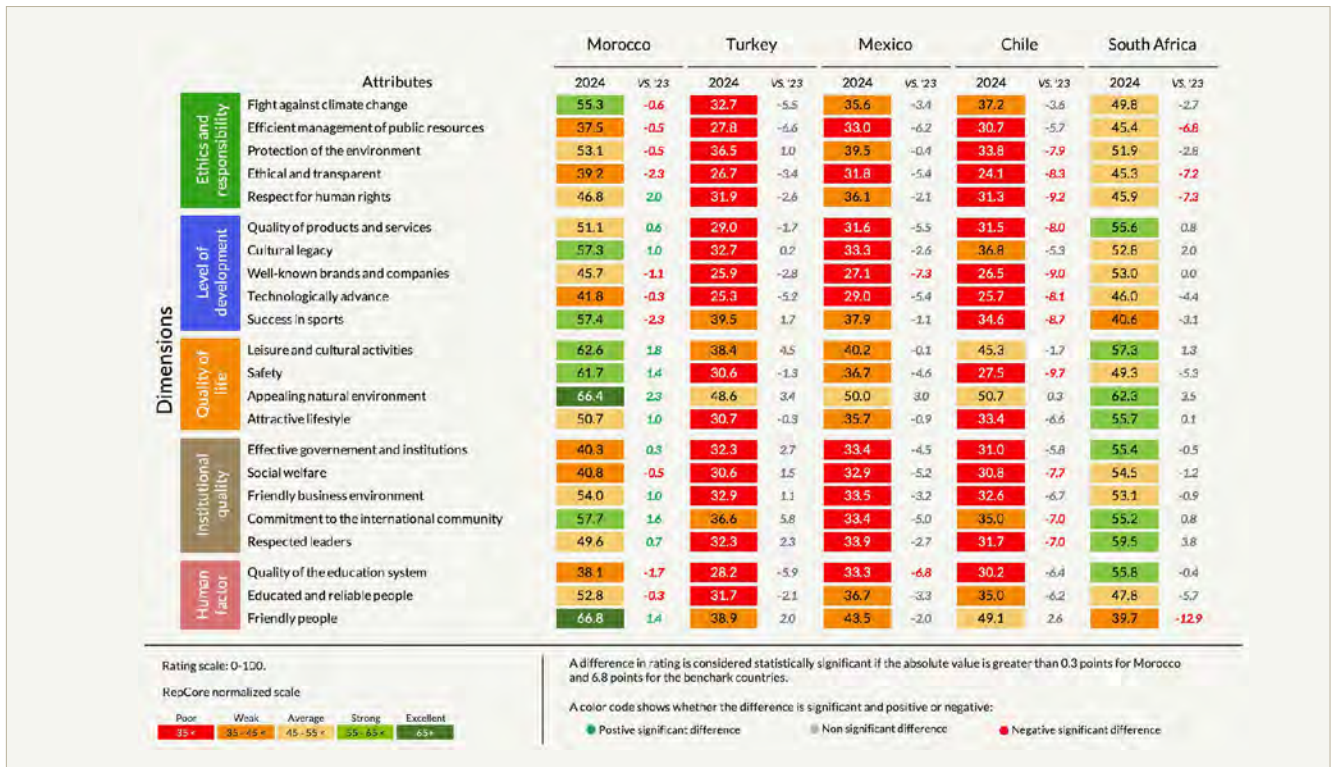 Morocco Turkey Mexico Chile South Africa
Attributes 2024 VS. '23 2024 VS. '23 2024 VS. '23 2024 VS. '23 2024 VS. '23
Dimensions
Ethics and
responsibility
Fight against climate change 55.3 -0.6 32.7 -5.5 35.6 -3.4 37.2 -3.6 49.8 -2.7
Efficient management of public resources 37.5 -0.5 27.8 -6.6 33.0 -6.2 30.7 -5.7 45.4 -6.8
Protection of the environment 53.1 -0.5 36.5 1.0 39.5 -0.4 33.8 -7.9 51.9 -2.8
Ethical and transparent 39.2 -2.3 26.7 -3.4 31.8 -5.4 24.1 -8.3 45.3 -7.2
Respect for human rights 46.8 2.0 31.9 -2.6 36.1 -2.1 31.3 -9.2 45.9 -7.3
Level of
development
Quality of products and services 51.1 0.6 29.0 -1.7 31.6 -5.5 31.5 -8.0 55.6 0.8
Cultural legacy 57.3 1.0 32.7 0.2 33.3 -2.6 36.8 -5.3 52.8 2.0
Well-known brands and companies 45.7 -1.1 25.9 -2.8 27.1 -7.3 26.5 -9.0 53.0 0.0
Technologically advance 41.8 -0.3 25.3 -5.2 29.0 -5.4 25.7 -8.1 46.0 -4.4
Success in sports 57.4 -2.3 39.5 1.7 37.9 -1.1 34.6 -8.7 40.6 -3.1
Quality of
life
Leisure and cultural activities 62.6 1.8 38.4 4.5 40.2 -0.1 45.3 -1.7 57.3 1.3
Safety 61.7 1.4 30.6 -1.3 36.7 -4.6 27.5 -9.7 49.3 -5.3
Appealing natural environment 66.4 2.3 48.6 3.4 50.0 3.0 50.7 0.3 62.3 3.5
Attractive lifestyle 50.7 1.0 30.7 -0.3 35.7 -0.9 33.4 -6.6 55.7 0.1
Institutional
quality
Effective governement and institutions 40.3 0.3 32.3 2.7 33.4 -4.5 31.0 -5.8 55.4 -0.5
Social welfare 40.8 -0.5 30.6 1.5 32.9 -5.2 30.8 -7.7 54.5 -1.2
Friendly business environment 54.0 1.0 32.9 1.1 33.5 -3.2 32.6 -6.7 53.1 -0.9
Commitment to the international community 57.7 1.6 36.6 5.8 33.4 -5.0 35.0 -7.0 55.2 0.8
Respected leaders 49.6 0.7 32.3 2.3 33.9 -2.7 31.7 -7.0 59.5 3.8
Human
factor
Quality of the education system 38.1 -1.7 28.2 -5.9 33.3 -6.8 30.2 -6.4 55.8 -0.4
Educated and reliable people 52.8 -0.3 31.7 -2.1 36.7 -3.3 35.0 -6.2 47.8 -5.7
Friendly people 66.8 1.4 38.9 2.0 43.5 -2.0 49.1 2.6 39.7 -12.9
Rating scale: 0-100.
RepCore normalized scale
Poor Weak Average Strong Excellent
35 < 35 - 45 < 45 - 55 < 55 - 65 < 65+
A difference in rating is considered statistically significant if the absolute value is greater than 0.3 points for Morocco
and 6.8 points for the benchark countries.
A color code shows whether the difference is significant and positive or negative:
Postive significant difference Non significant difference Negative significant difference